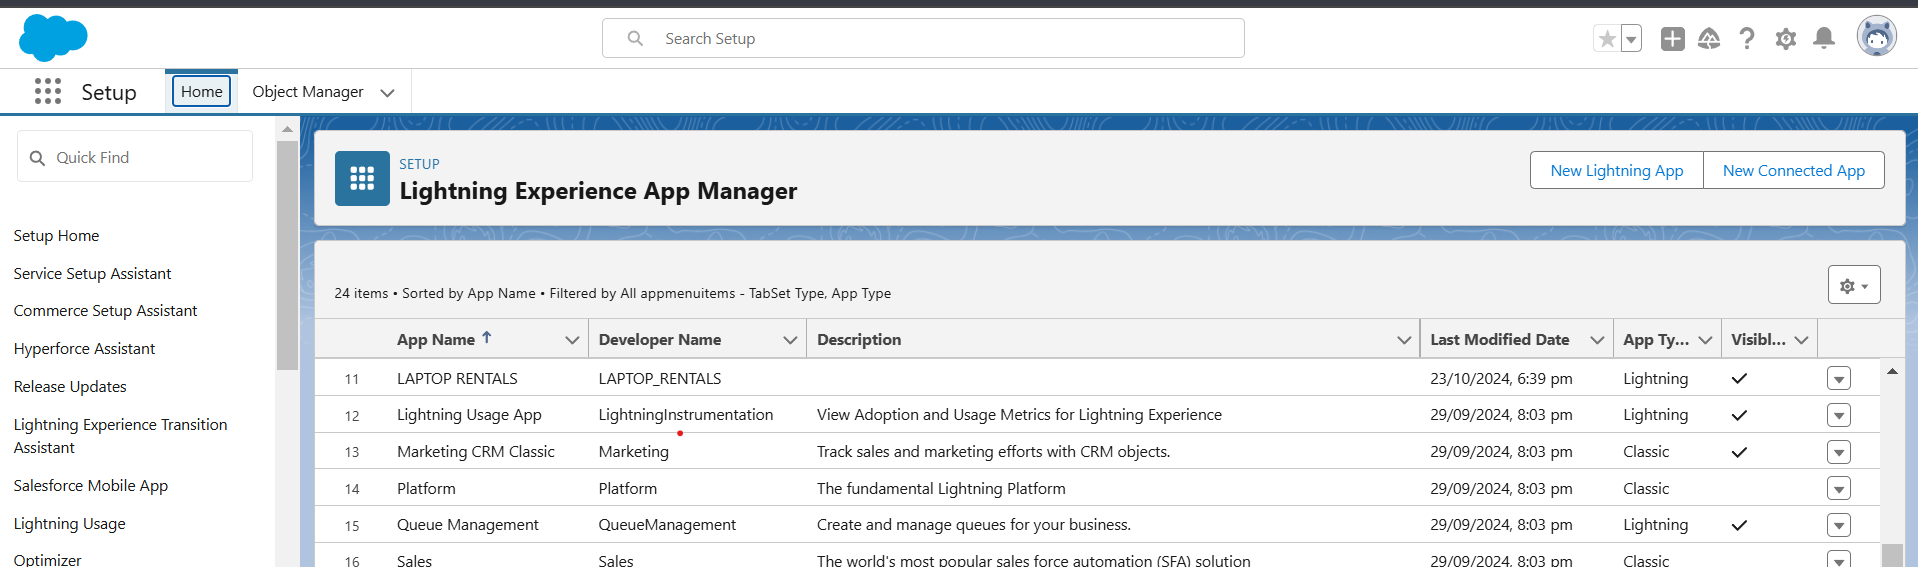 Search Setup
Setup
Home
Object Manager
Quick Find
Setup Home
Service Setup Assistant
Commerce Setup Assistant
Hyperforce Assistant
Release Updates
Lightning Experience Transition
Assistant
Salesforce Mobile App
Lightning Usage
Optimizer
SETUP
Lightning Experience App Manager
New Lightning App
New Connected App
24 items • Sorted by App Name • Filtered by All appmenuitems - TabSet Type, App Type
App Name Developer Name Description Last Modified Date App Ty... Visibl...
11 LAPTOP RENTALS LAPTOP_RENTALS 23/10/2024, 6:39 pm Lightning
12 Lightning Usage App LightningInstrumentation View Adoption and Usage Metrics for Lightning Experience 29/09/2024, 8:03 pm Lightning
13 Marketing CRM Classic Marketing Track sales and marketing efforts with CRM objects. 29/09/2024, 8:03 pm Classic
14 Platform Platform The fundamental Lightning Platform 29/09/2024, 8:03 pm Classic
15 Queue Management QueueManagement Create and manage queues for your business. 29/09/2024, 8:03 pm Lightning
16 Sales Sales The world's most popular sales force automation (SFA) solution 29/09/2024, 8:03 pm Classic